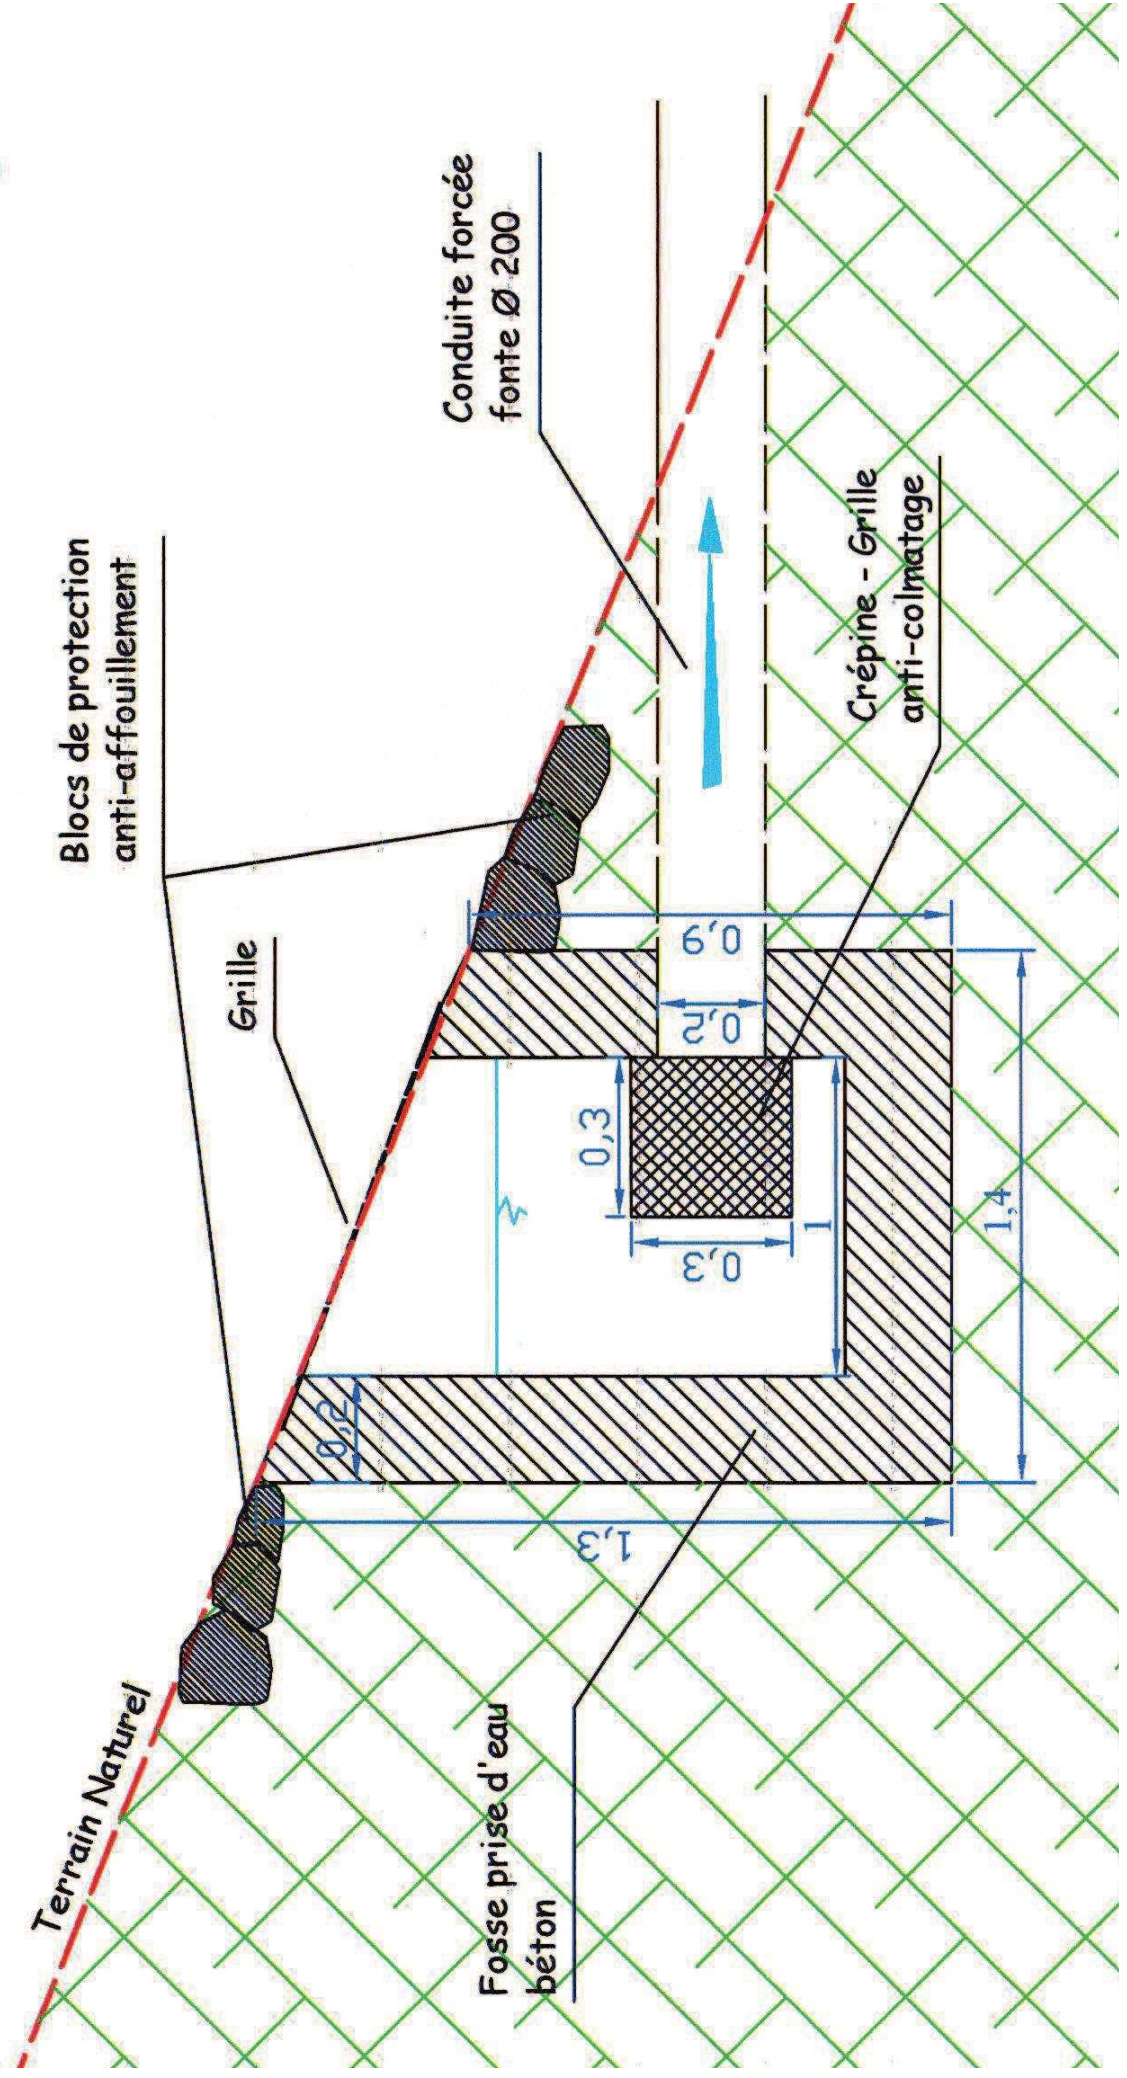 Terrain Naturel
Blocs de protection
anti-affouillement
Grille
Conduite forcée
fonte Ø 200
Fosse prise d'eau
béton
Crépine - Grille
anti-colmatage
0,2
1,3
0,3
0,3
0,2
0,9
1
1,4